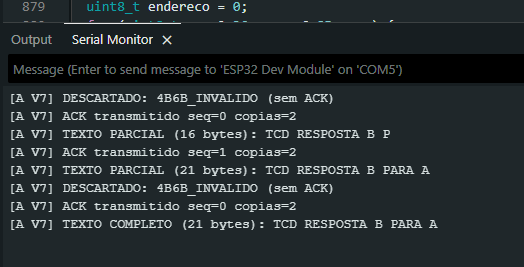 879
uint8_t endereco = 0;
880
Output
Serial Monitor
Message (Enter to send message to 'ESP32 Dev Module' on 'COM5')
[A V7] DESCARTADO: 4B6B_INVALIDO (sem ACK)
[A V7] ACK transmitido seq=0 copias=2
[A V7] TEXTO PARCIAL (16 bytes): TCD RESPOSTA B P
[A V7] ACK transmitido seq=1 copias=2
[A V7] TEXTO PARCIAL (21 bytes): TCD RESPOSTA B PARA A
[A V7] DESCARTADO: 4B6B_INVALIDO (sem ACK)
[A V7] ACK transmitido seq=0 copias=2
[A V7] TEXTO COMPLETO (21 bytes): TCD RESPOSTA B PARA A